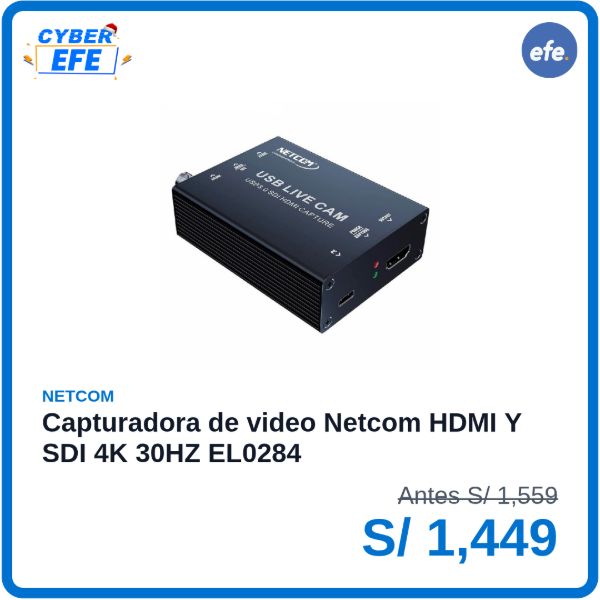 CYBER
EFE
efe.
NETCOM
USB LIVE CAM
USB3.0 SDI HDMI CAPTURE
NETCOM
Capturadora de video Netcom HDMI Y
SDI 4K 30HZ EL0284
Antes S/ 1,559
S/ 1,449